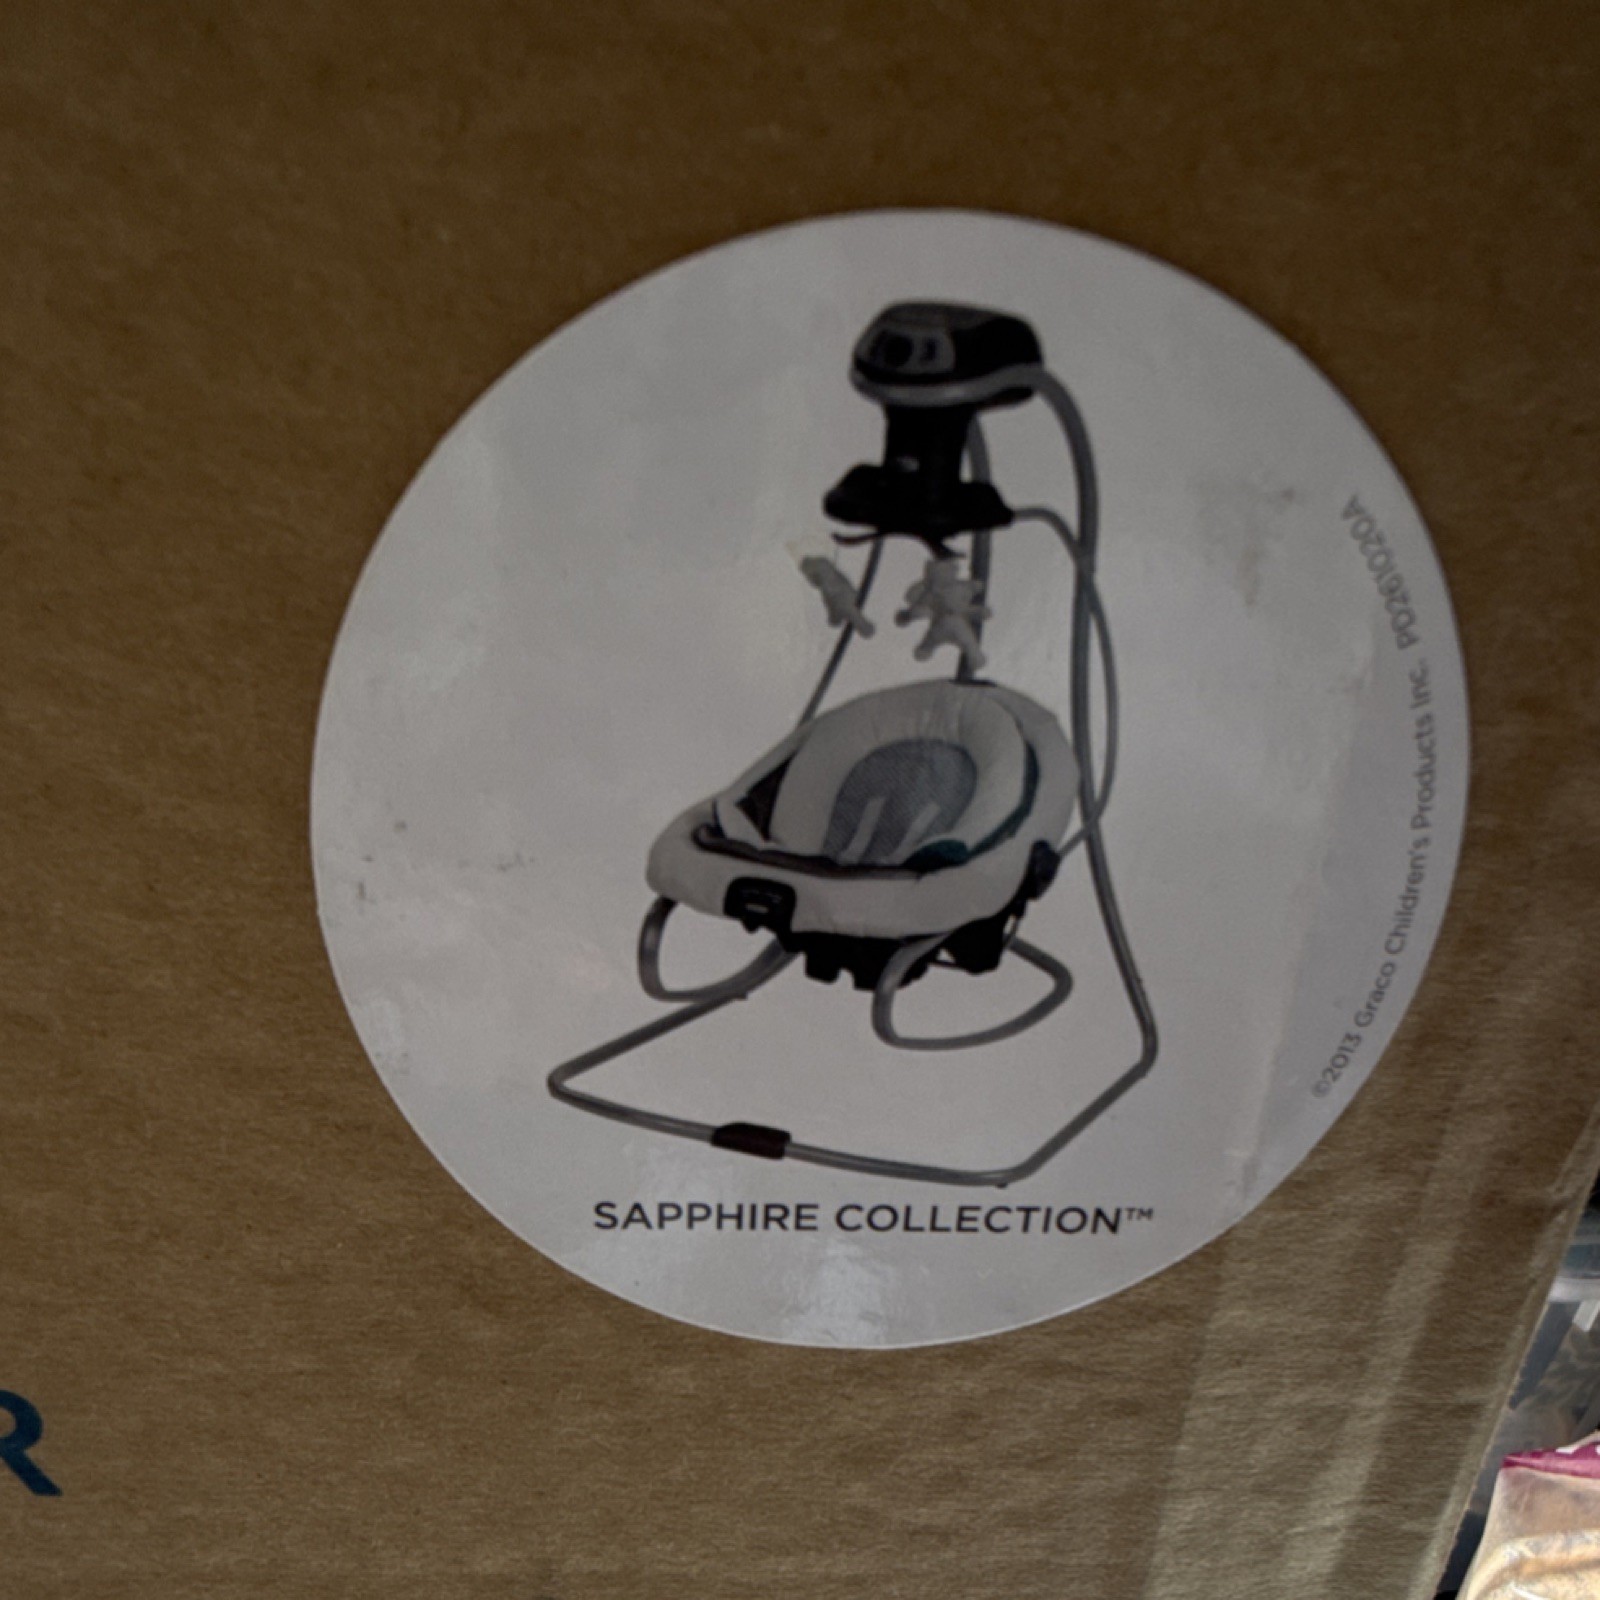 SAPPHIRE COLLECTION™
©2013 Graco Children's Products Inc. PD261020A
R